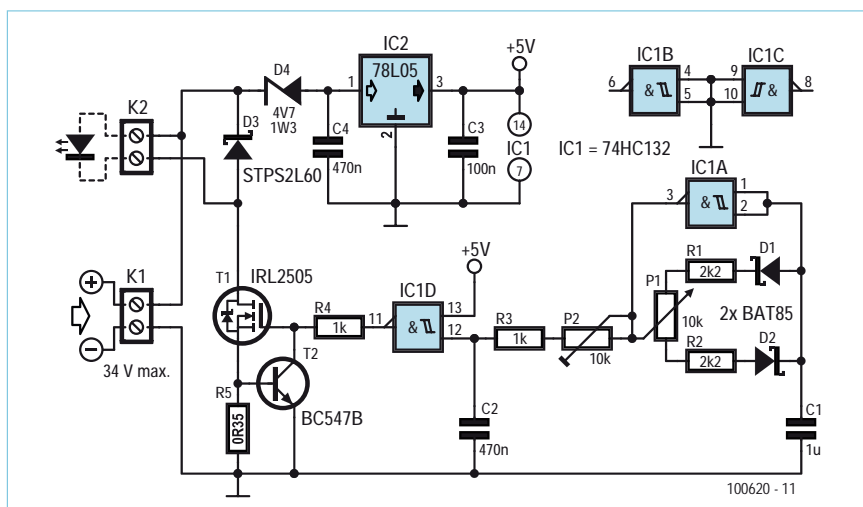 IC2
+5V
IC1B
IC1C
D4
1
78L05
3
6
&
4
5
9
10
&
8
K2
4V7
1W3
D3
C4
470n
2
C3
100n
14
IC1
7
IC1 = 74HC132
STPS2L60
IC1A
3
&
1
2
+5V
K1
T1
IRL2505
R4
1k
11
IC1D
&
13
12
R3
1k
P2
10k
P1
10k
R1
2k2
D1
2x BAT85
R2
2k2
D2
34 V max.
T2
BC547B
R5
0R35
C2
470n
C1
1u
100620 - 11